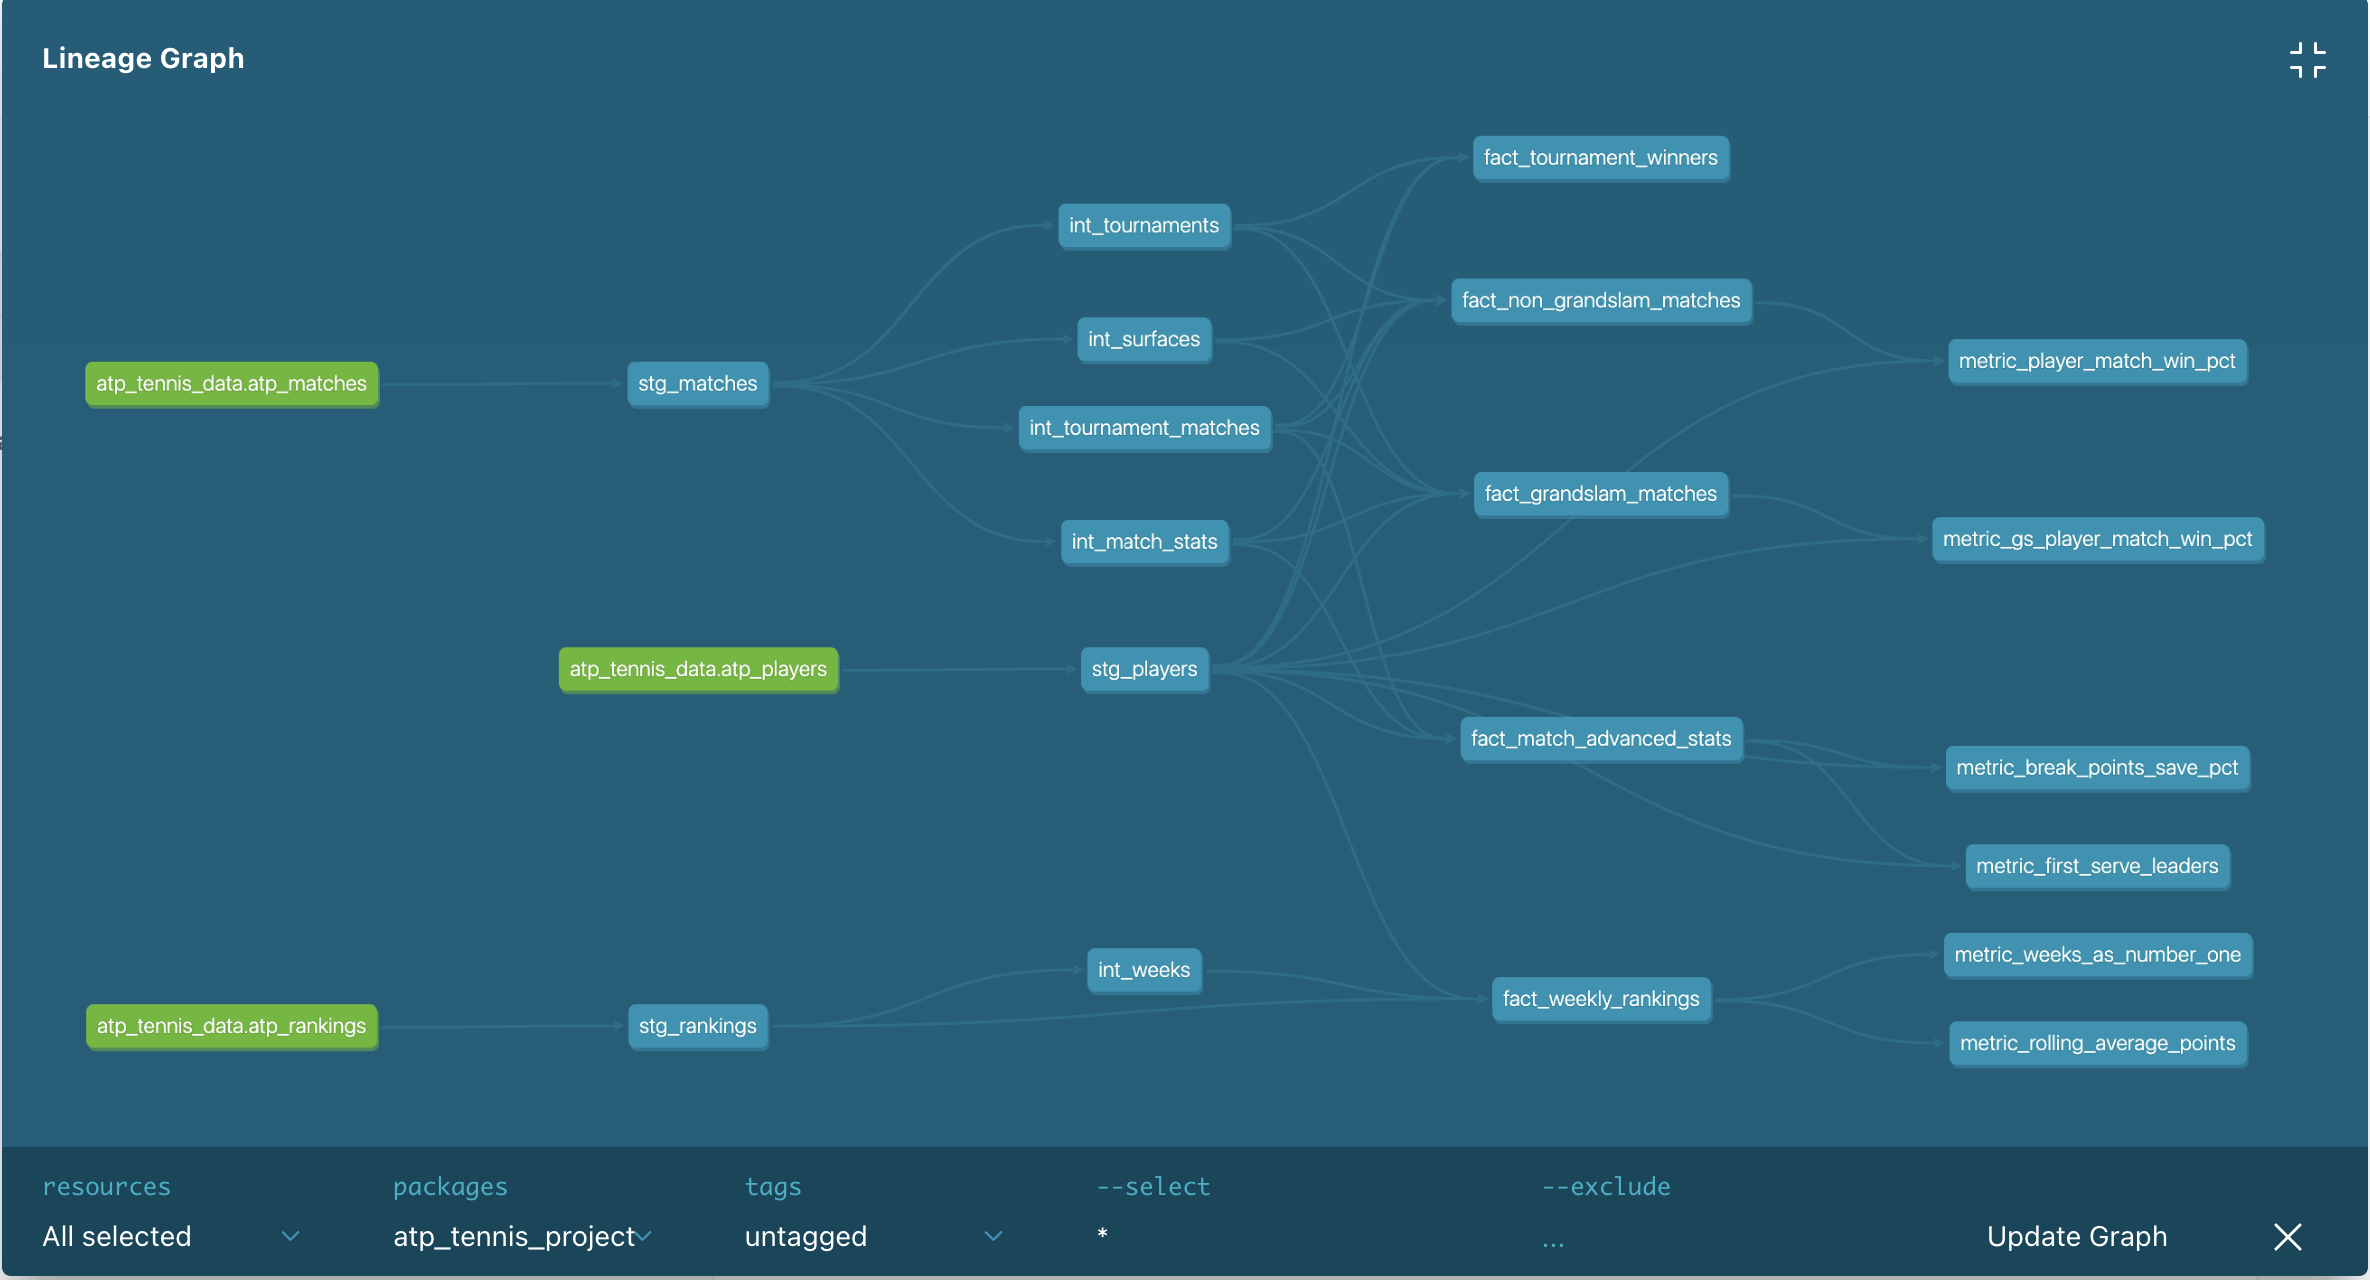 Lineage Graph
fact_tournament_winners
int_tournaments
fact_non_grandslam_matches
int_surfaces
metric_player_match_win_pct
atp_tennis_data.atp_matches
stg_matches
int_tournament_matches
fact_grandslam_matches
int_match_stats
metric_gs_player_match_win_pct
atp_tennis_data.atp_players
stg_players
fact_match_advanced_stats
metric_break_points_save_pct
metric_first_serve_leaders
metric_weeks_as_number_one
int_weeks
fact_weekly_rankings
atp_tennis_data.atp_rankings
stg_rankings
metric_rolling_average_points
resources packages tags --select --exclude
All selected atp_tennis_project untagged * ... Update Graph